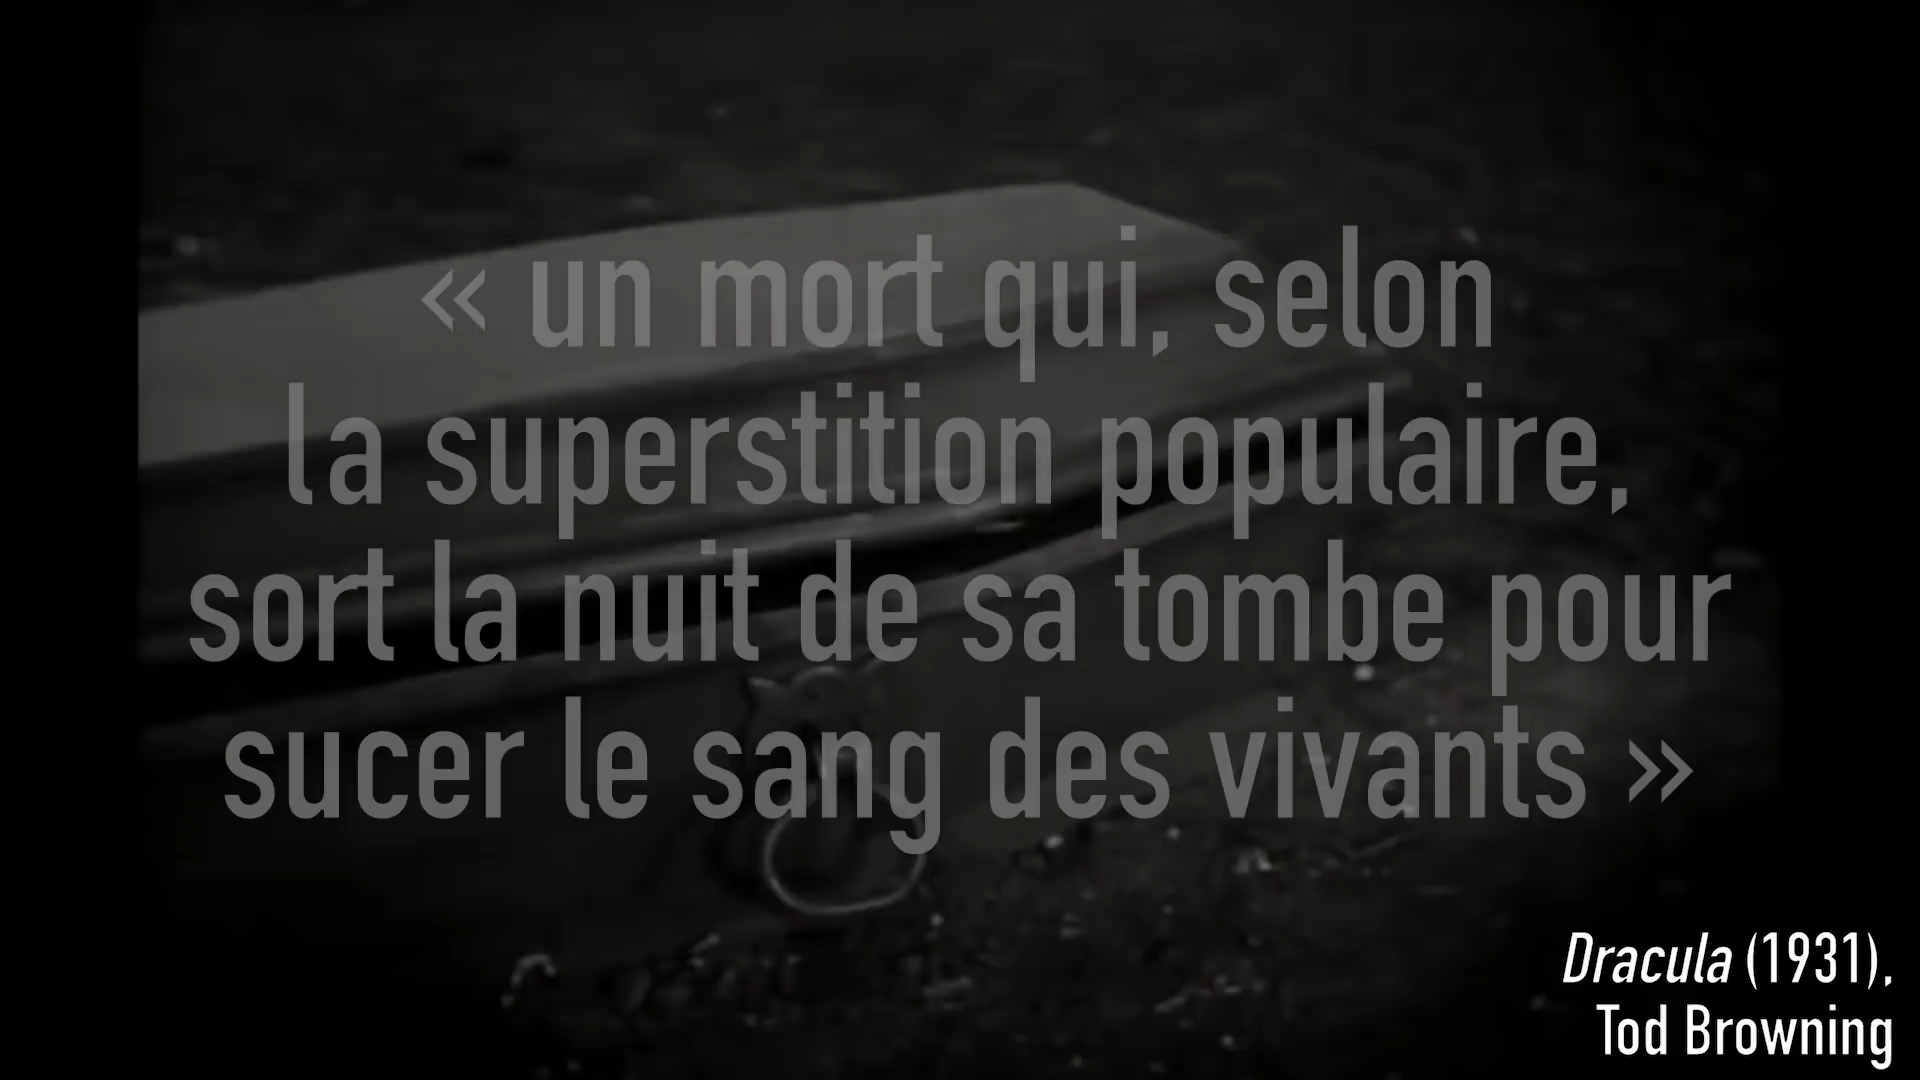 « un mort qui, selon
la superstition populaire,
sort la nuit de sa tombe pour
sucer le sang des vivants »
Dracula (1931),
Tod Browning